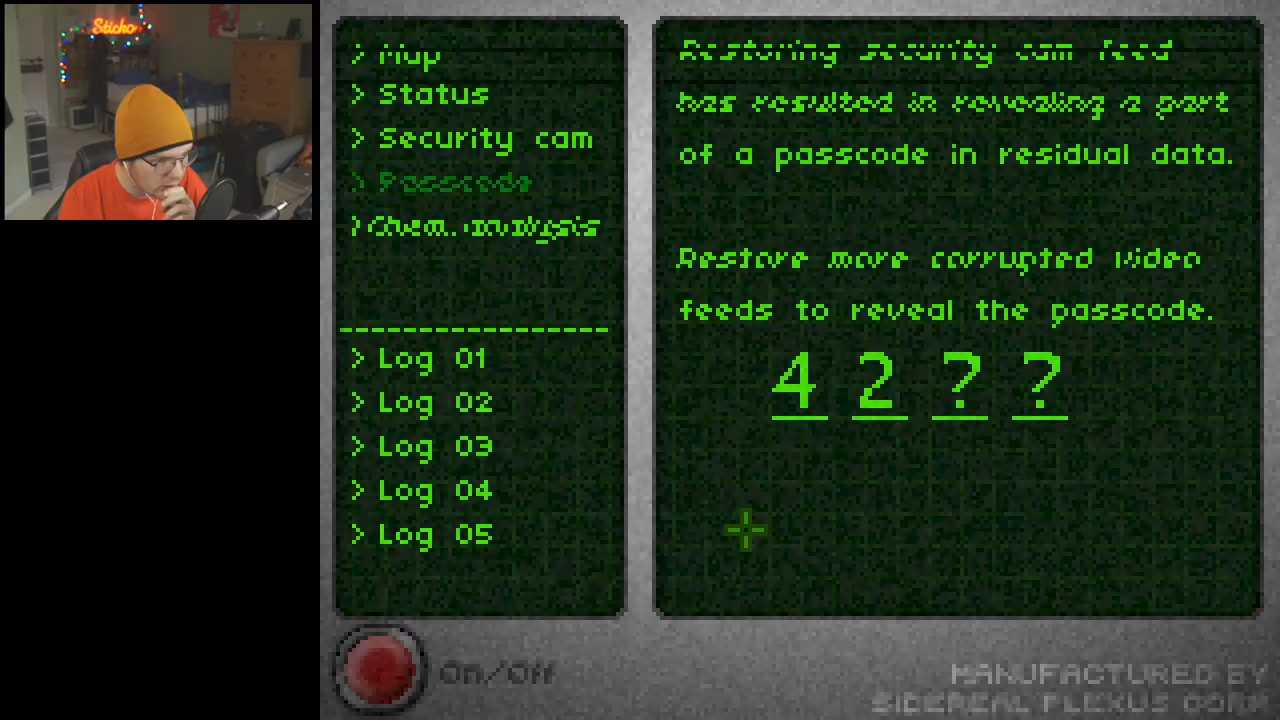 Sticho
> Map
> Status
> Security cam
> Passcode
> Chem. analysis
----------------
> Log 01
> Log 02
> Log 03
> Log 04
> Log 05
Restoring security cam feed
has resulted in revealing a part
of a passcode in residual data.
Restore more corrupted video
feeds to reveal the passcode.
4 2 ? ?
On/Off
MANUFACTURED BY
SIDEREAL PLEXUS CORP